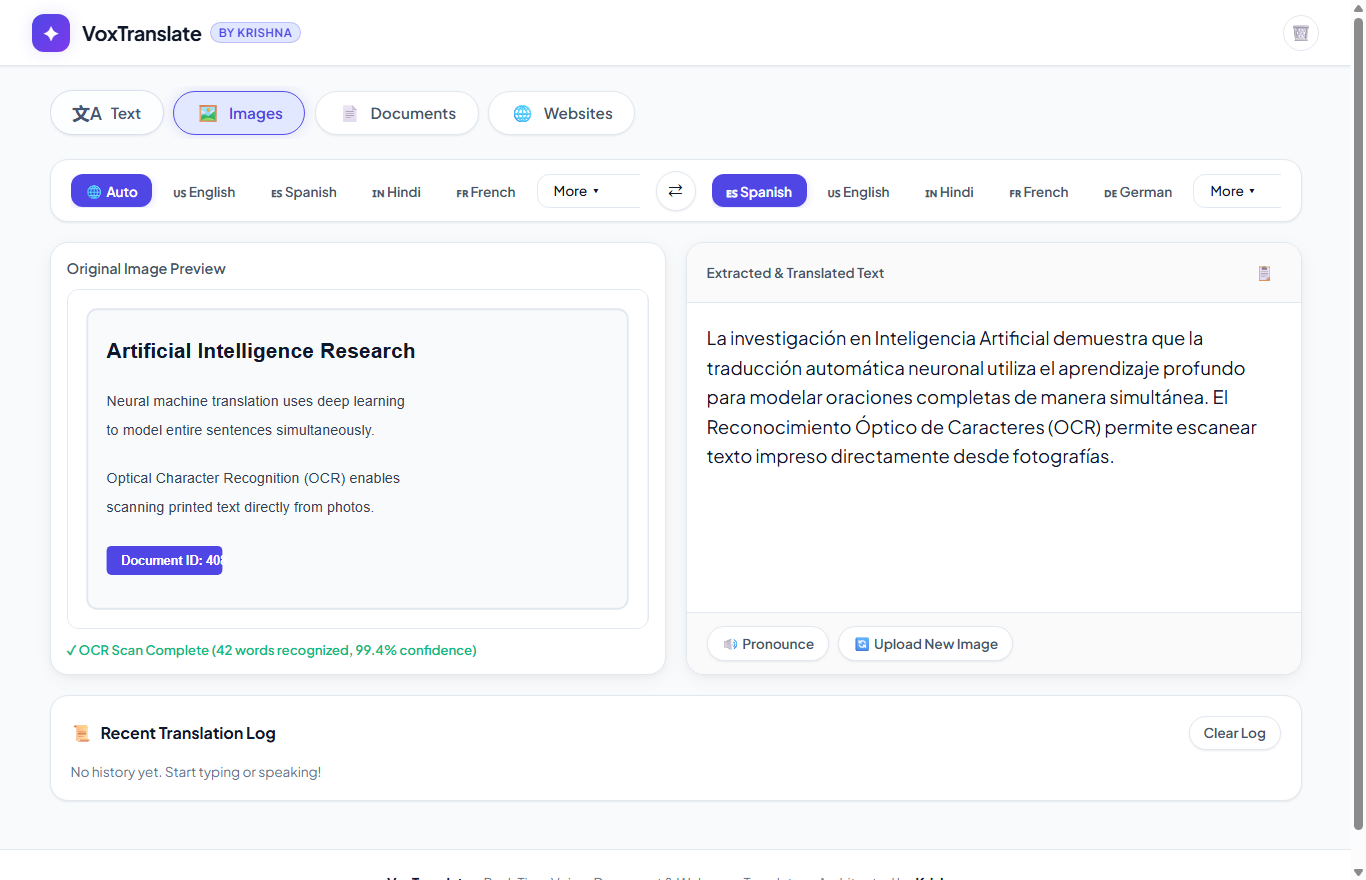 VoxTranslate BY KRISHNA
文A Text
Images
Documents
Websites
Auto
US English
ES Spanish
IN Hindi
FR French
More
ES Spanish
US English
IN Hindi
FR French
DE German
More
Original Image Preview
Artificial Intelligence Research
Neural machine translation uses deep learning
to model entire sentences simultaneously.
Optical Character Recognition (OCR) enables
scanning printed text directly from photos.
Document ID:
✓ OCR Scan Complete (42 words recognized, 99.4% confidence)
Extracted & Translated Text
La investigación en Inteligencia Artificial demuestra que la
traducción automática neuronal utiliza el aprendizaje profundo
para modelar oraciones completas de manera simultánea. El
Reconocimiento Óptico de Caracteres (OCR) permite escanear
texto impreso directamente desde fotografías.
Pronounce
Upload New Image
Recent Translation Log
Clear Log
No history yet. Start typing or speaking!